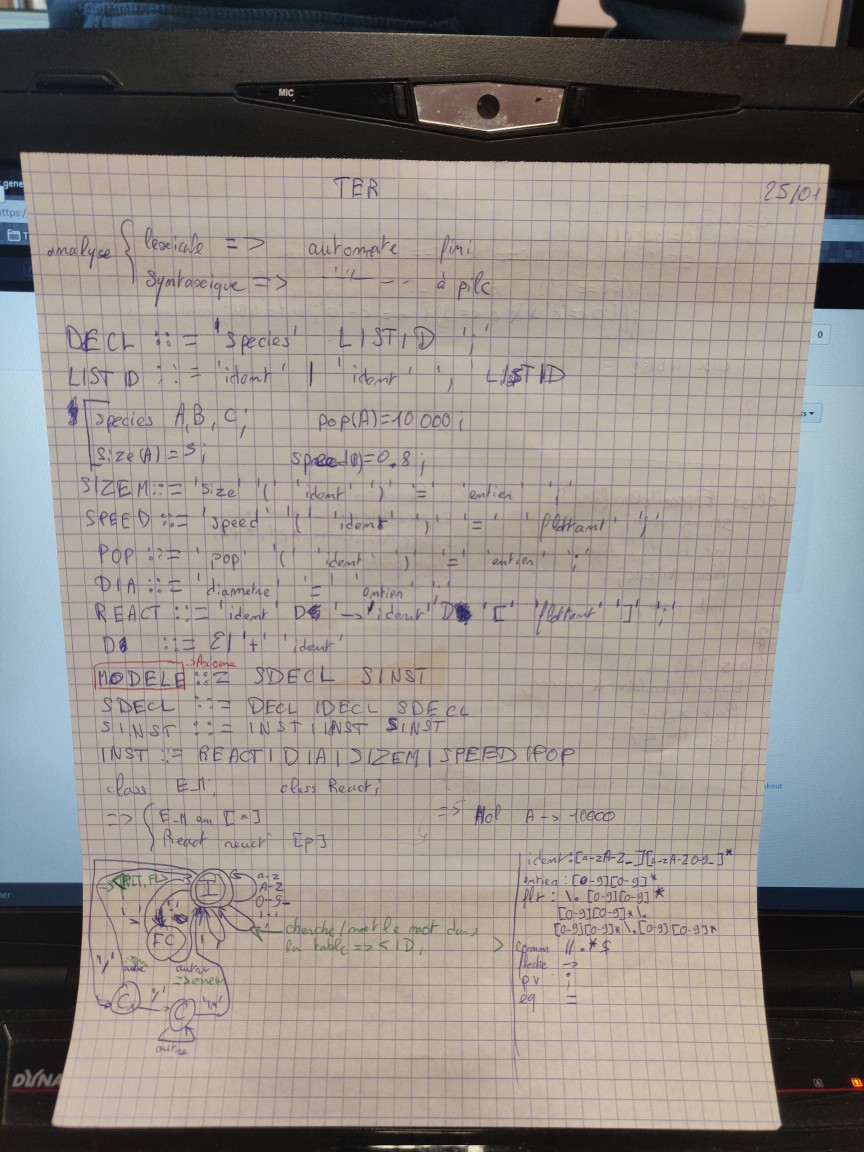 MIC
TER
25/01
analyse { lexicale => automate fini
syntaxique => à pile
DECL ::= 'species' LISTID ';'
LISTID ::= 'ident' | 'ident' ',' LISTID
species A, B, C; pop(A)=10 000;
size(A) = 5; speed()=0.8;
SIZEM ::= 'size' '(' 'ident' ')' '=' 'entier' ';'
SPEED ::= 'speed' '(' 'ident' ')' '=' 'flottant' ';'
POP ::= 'pop' '(' 'ident' ')' '=' 'entier' ';'
DIA ::= 'diametre' '=' 'entier' ';'
REACT ::= 'ident' D '->' 'ident' D '[' 'flottant' ']' ';'
D ::= ε | '+' 'ident'
-> Axiome
MODELE ::= SDECL SINST
SDECL ::= DECL | DECL SDECL
SINST ::= INST | INST SINST
INST ::= REACT | DIA | SIZEM | SPEED | POP
class E_M; class React;
=> { E_M em [n] => Mol A -> 10000
React react [p]
ident : [a-zA-Z_][a-zA-Z0-9_]*
entier : [0-9][0-9]*
flt : \. [0-9][0-9]*
[0-9][0-9]*\.
[0-9][0-9]*\.[0-9][0-9]*
comm //.*$
fleche ->
pv ;
eq =
I
a-z
A-Z
0-9_
FC
cherche/met le mot dans
la table => < ID,
autre
=> erreur
'/'
C
'/'
C
'\n'
autre
DYNA